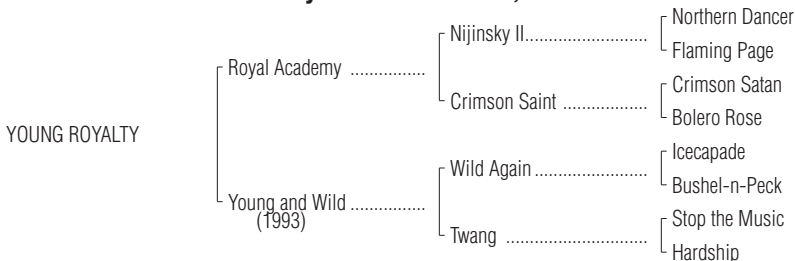 Northern Dancer
Nijinsky II........................
Flaming Page
Royal Academy ................
Crimson Satan
Crimson Saint .................
Bolero Rose
YOUNG ROYALTY
Icecapade
Wild Again......................
Bushel-n-Peck
Young and Wild ................
(1993)
Stop the Music
Twang ............................
Hardship